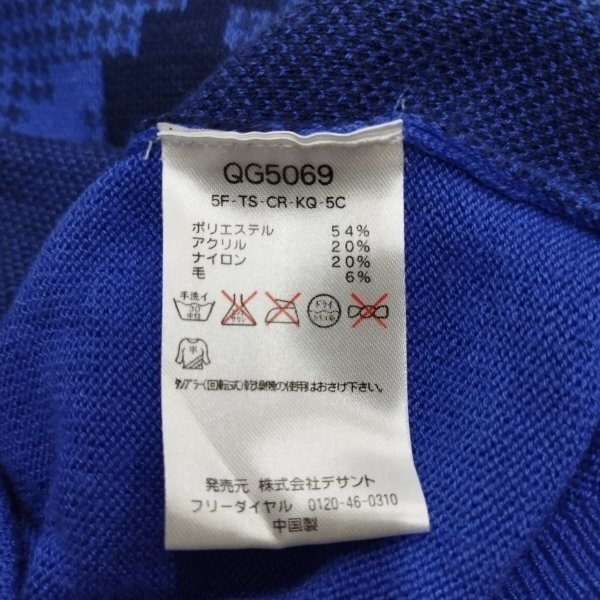 QG5069
5F-TS-CR-KQ-5C
ポリエステル 54%
アクリル 20%
ナイロン 20%
毛 6%
手洗イ
30
中性
ドライ
平
タンブラー(回転式)乾燥機の使用はおさけ下さい。
発売元 株式会社デサント
フリーダイヤル 0120-46-0310
中国製